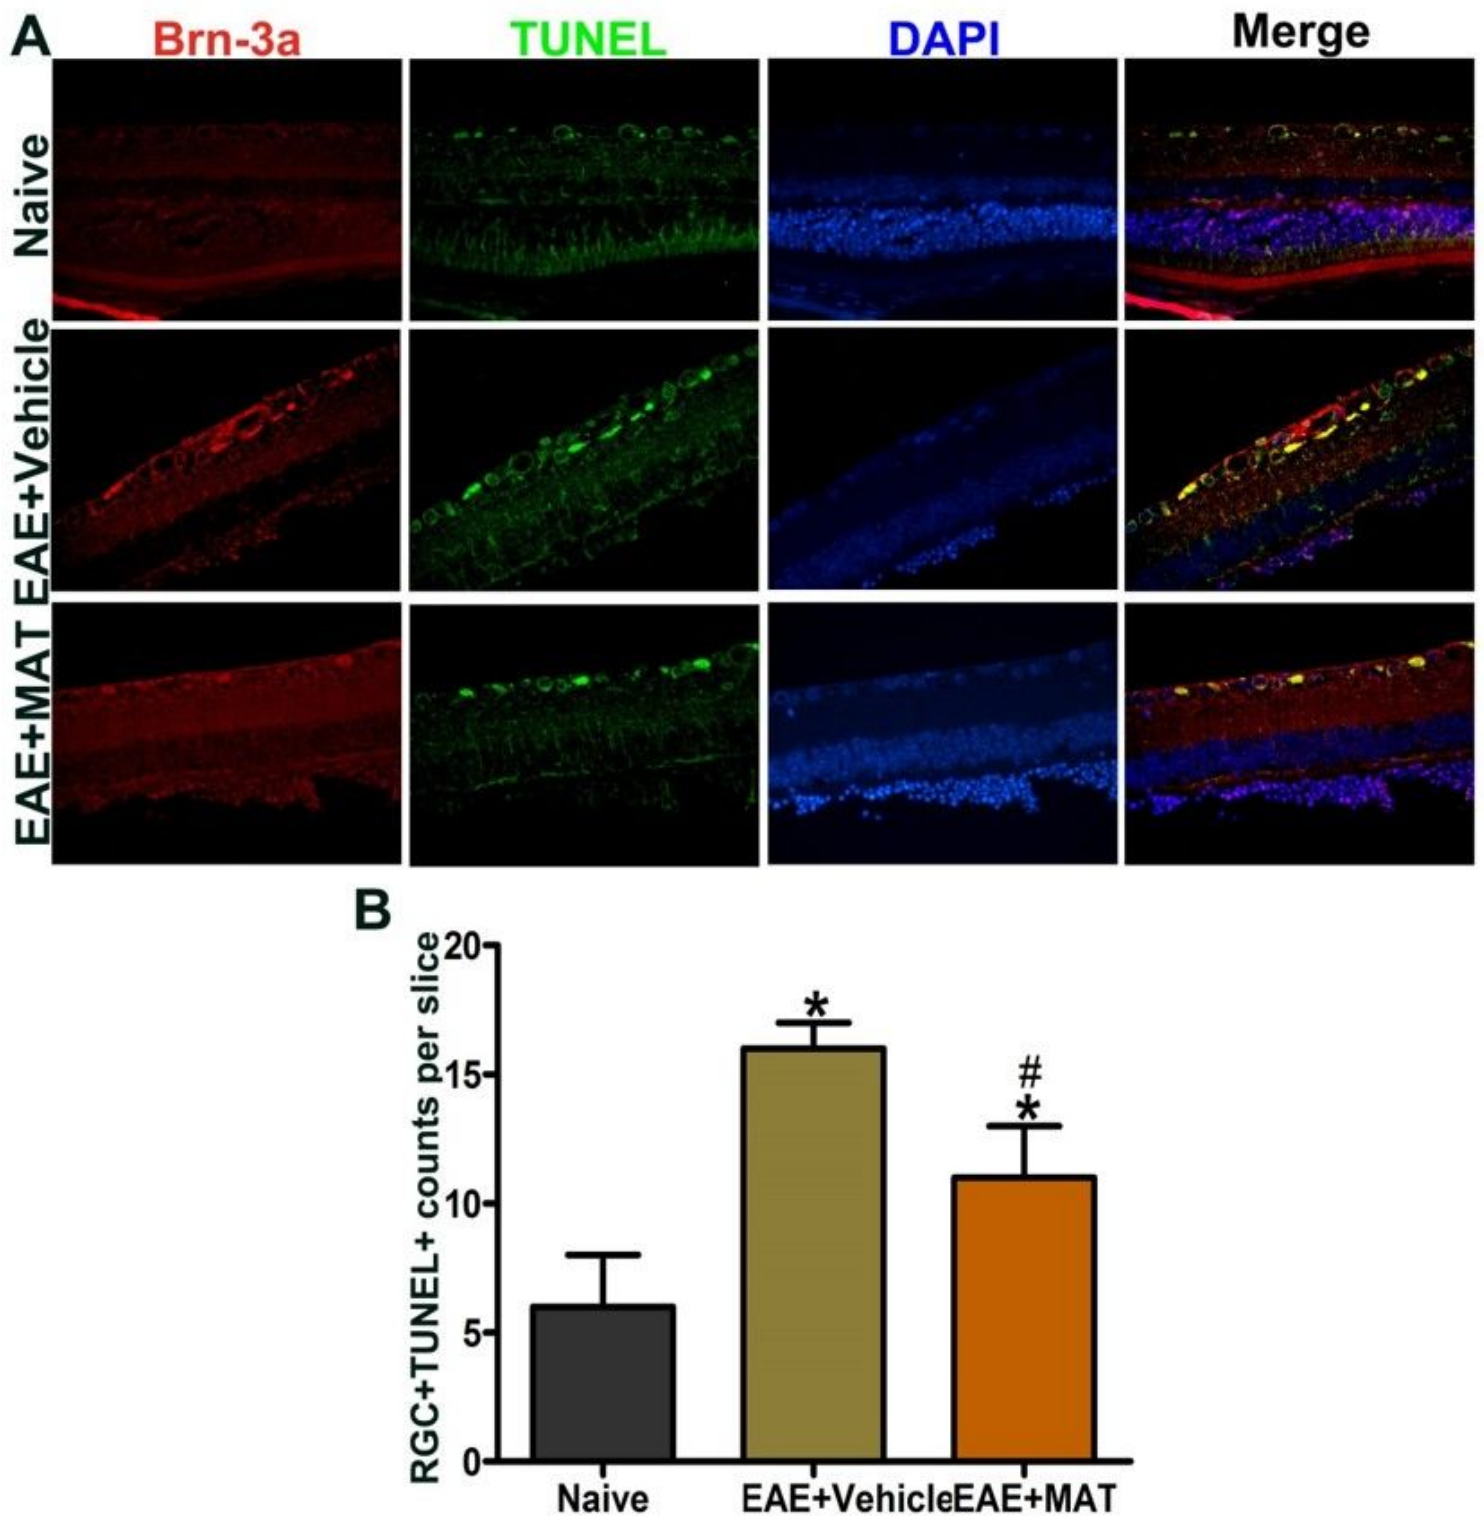 A
Brn-3a TUNEL DAPI Merge
Naive
EAE+Vehicle
EAE+MAT
B
RGC+TUNEL+ counts per slice
20
*
#
15
*
10
5
0
Naive EAE+Vehicle EAE+MAT